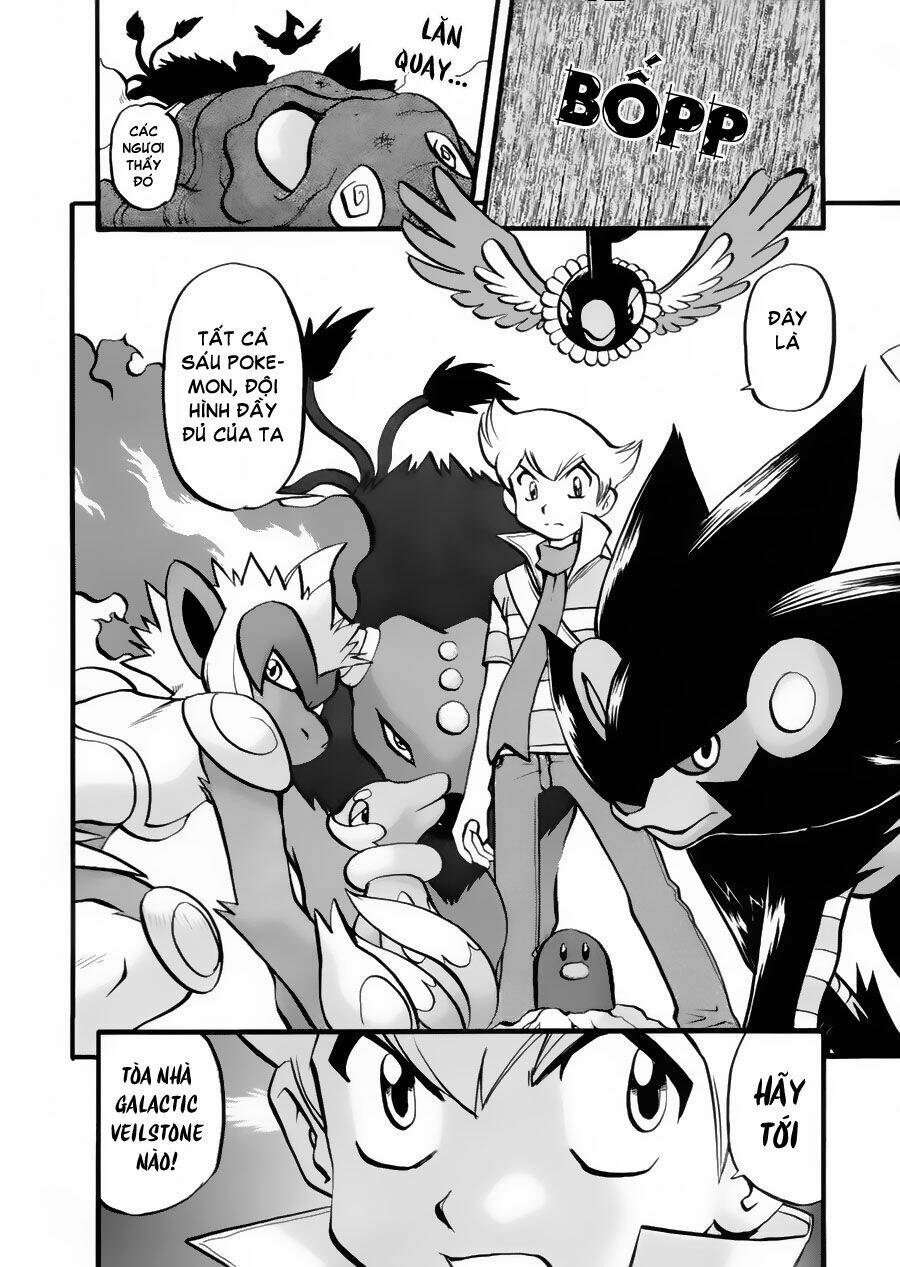 BỐPP
LĂN
QUAY...
CÁC
NGƯƠI
THẤY
ĐÓ
ĐÂY
LÀ
TẤT CẢ
SÁU POKE-
MON, ĐỘI
HÌNH ĐẦY
ĐỦ CỦA TA
HÃY
TỚI
TÒA NHÀ
GALACTIC
VEILSTONE
NÀO!